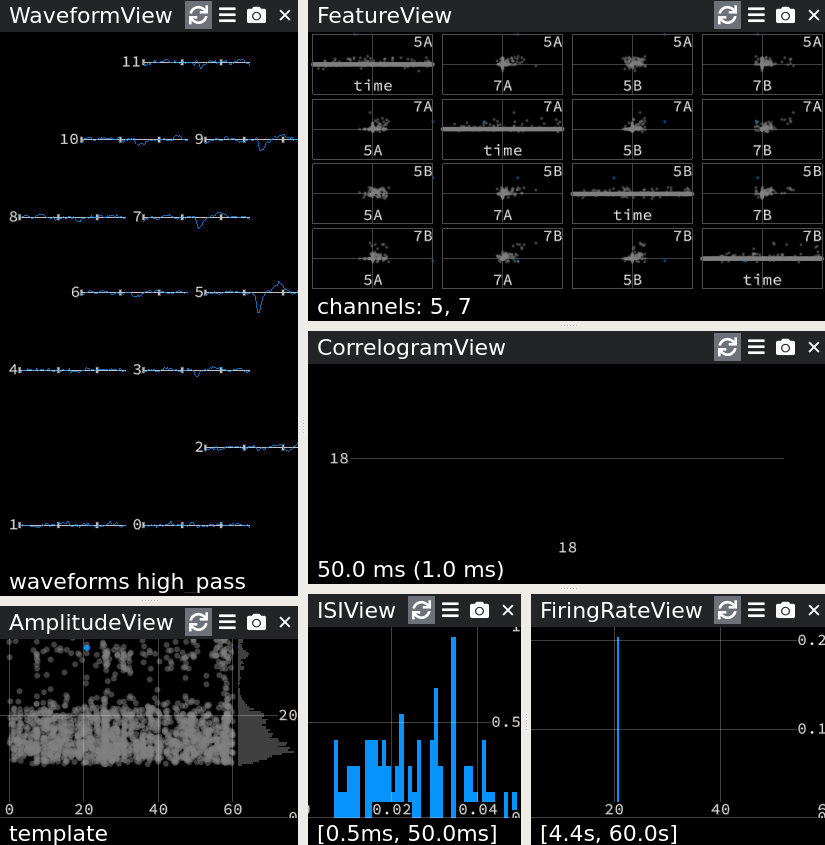 WaveformView
11
10 9
8 7
6 5
4 3
2
1 0
waveforms high_pass
FeatureView
5A 5A 5A 5A
time 7A 5B 7B
7A 7A 7A 7A
5A time 5B 7B
5B 5B 5B 5B
5A 7A time 7B
7B 7B 7B 7B
5A 7A 5B time
channels: 5, 7
CorrelogramView
18
18
50.0 ms (1.0 ms)
AmplitudeView
20
0 20 40 60
template
ISIView
0.5
0.02 0.04
[0.5ms, 50.0ms]
FiringRateView
0.2
0.1
20 40
[4.4s, 60.0s]